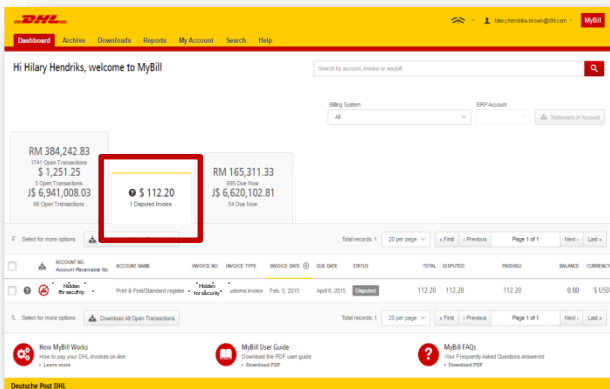 DHL
hilary.hendriks-brown@dhl.com
MyBill
Dashboard Archive Downloads Reports My Account Search Help
Hi Hilary Hendriks, welcome to MyBill
Search by account, invoice or waybill
Billing System
ERP Account
All
Statement of Account
RM 384,242.83
1741 Open Transactions
$ 1,251.25
3 Open Transactions
J$ 6,941,008.03
66 Open Transactions
$ 112.20
1 Disputed Invoice
RM 165,311.33
695 Due Now
J$ 6,620,102.81
54 Due Now
Select for more options
Total records: 1 20 per page « First ‹ Previous Page 1 of 1 Next › Last »
ACCOUNT NO.
Account Receivable No.
ACCOUNT NAME INVOICE NO. INVOICE TYPE INVOICE DATE DUE DATE STATUS TOTAL DISPUTED PAID/ADJ BALANCE CURRENCY
Hidden
for security
Print & Post/Standard register
Hidden
for security
invoice Feb. 5, 2015 April 6, 2015 Disputed 112.20 112.20 112.20 0.00 $ USD
Select for more options Download All Open Transactions Total records: 1 20 per page « First ‹ Previous Page 1 of 1 Next › Last »
How MyBill Works
How to pay your DHL invoices on-line
› Learn more
MyBill User Guide
Download the PDF user guide
› Download PDF
MyBill FAQs
Your Frequently Asked Questions answered
› Download PDF
Deutsche Post DHL